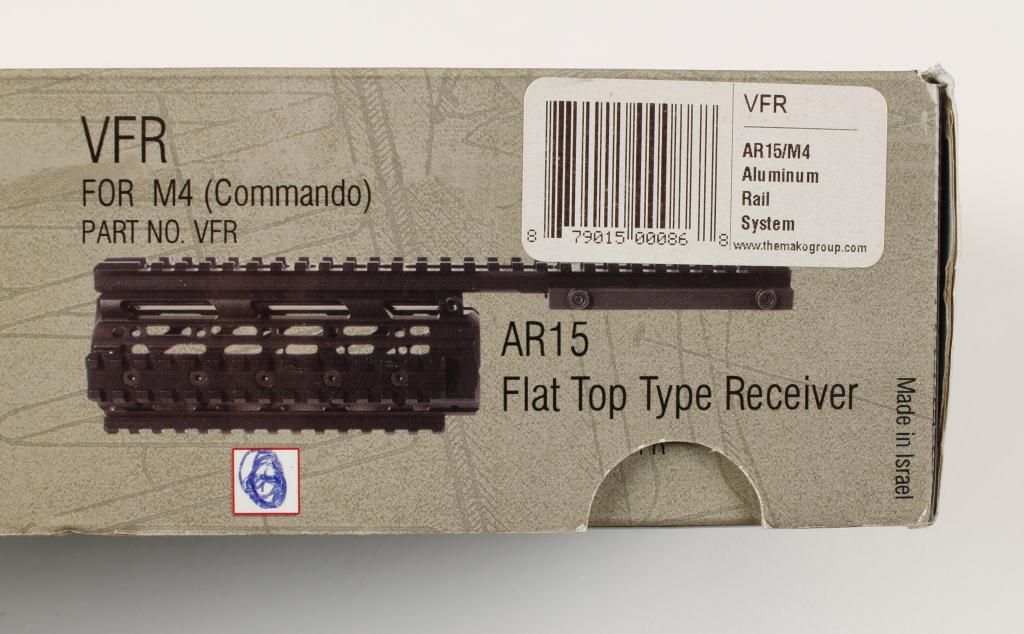 VFR
FOR M4 (Commando)
PART NO. VFR
8 79015 00086 8
VFR
AR15/M4
Aluminum
Rail
System
www.themakogroup.com
AR15
Flat Top Type Receiver
Made in Israel